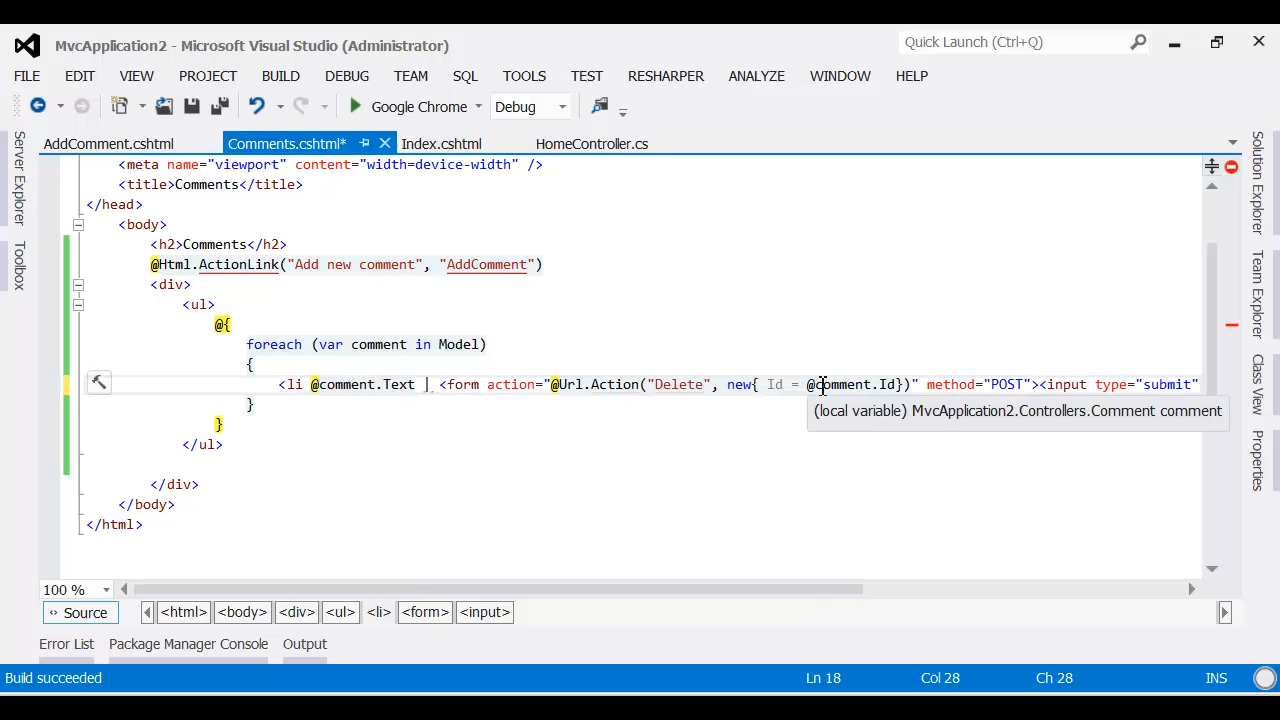 MvcApplication2 - Microsoft Visual Studio (Administrator)
Quick Launch (Ctrl+Q)
FILE EDIT VIEW PROJECT BUILD DEBUG TEAM SQL TOOLS TEST RESHARPER ANALYZE WINDOW HELP
Google Chrome Debug
AddComment.cshtml Comments.cshtml* Index.cshtml HomeController.cs
<meta name="viewport" content="width=device-width" />
<title>Comments</title>
</head>
<body>
<h2>Comments</h2>
@Html.ActionLink("Add new comment", "AddComment")
<div>
<ul>
@{
foreach (var comment in Model)
{
<li @comment.Text <form action="@Url.Action("Delete", new{ Id = @comment.Id})" method="POST"><input type="submit"
(local variable) MvcApplication2.Controllers.Comment comment
}
}
</ul>
</div>
</body>
</html>
100 %
Source <html> <body> <div> <ul> <li> <form> <input>
Error List Package Manager Console Output
Build succeeded Ln 18 Col 28 Ch 28 INS
Server Explorer
Toolbox
Solution Explorer
Team Explorer
Class View
Properties